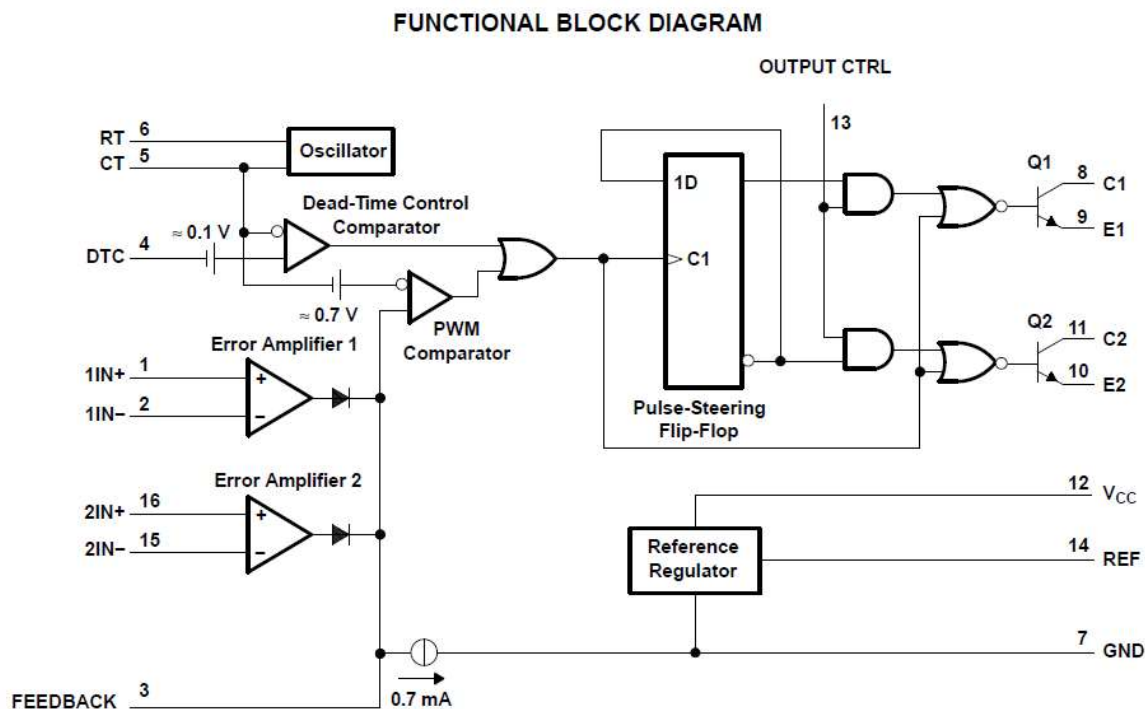 FUNCTIONAL BLOCK DIAGRAM
OUTPUT CTRL
13
RT 6
CT 5
Oscillator
Dead-Time Control
Comparator
≈ 0.1 V
DTC 4
≈ 0.7 V
PWM
Comparator
1D
C1
Pulse-Steering
Flip-Flop
Q1
8 C1
9 E1
Q2
11 C2
10 E2
Error Amplifier 1
1IN+ 1
+
1IN− 2
−
Error Amplifier 2
2IN+ 16
+
2IN− 15
−
12 VCC
Reference
Regulator
14 REF
7 GND
0.7 mA
FEEDBACK 3